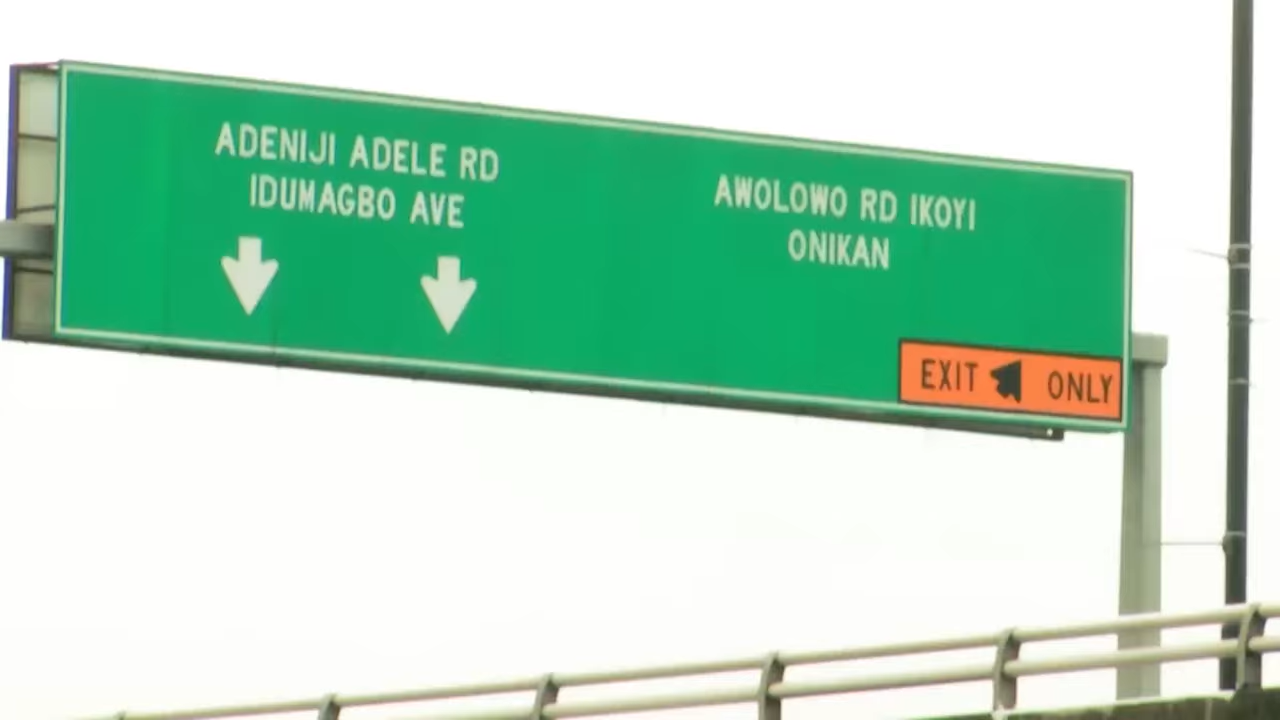 ADENIJI ADELE RD
IDUMAGBO AVE
AWOLOWO RD IKOYI
ONIKAN
EXIT ONLY